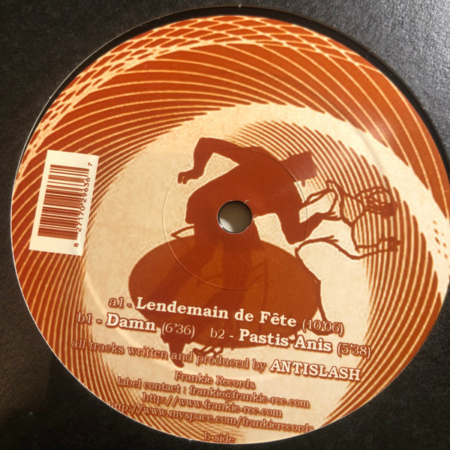 a1 - Lendemain de Fête (10'06)
b1 - Damn (6'36) b2 - Pastis Anis (5'38)
all tracks written and produced by ANTISLASH
Frankie Records
label contact : frankie@frankie-rec.com
http://www.frankie-rec.com
http://www.myspace.com/frankierecords
b-side